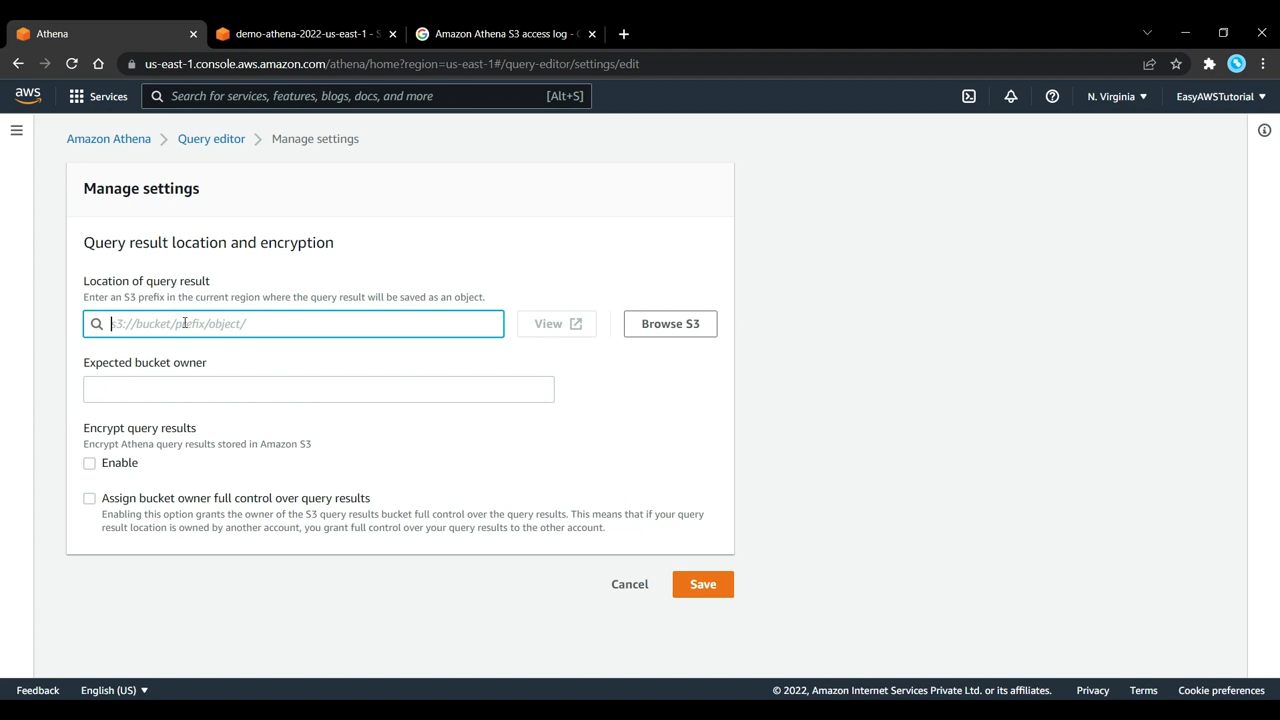 Athena
demo-athena-2022-us-east-1 - S
Amazon Athena S3 access log - G
us-east-1.console.aws.amazon.com/athena/home?region=us-east-1#/query-editor/settings/edit
aws
Services
Search for services, features, blogs, docs, and more
[Alt+S]
N. Virginia
EasyAWSTutorial
Amazon Athena
Query editor
Manage settings
Manage settings
Query result location and encryption
Location of query result
Enter an S3 prefix in the current region where the query result will be saved as an object.
s3://bucket/prefix/object/
View
Browse S3
Expected bucket owner
Encrypt query results
Encrypt Athena query results stored in Amazon S3
Enable
Assign bucket owner full control over query results
Enabling this option grants the owner of the S3 query results bucket full control over the query results. This means that if your query
result location is owned by another account, you grant full control over your query results to the other account.
Cancel
Save
Feedback
English (US)
© 2022, Amazon Internet Services Private Ltd. or its affiliates.
Privacy
Terms
Cookie preferences